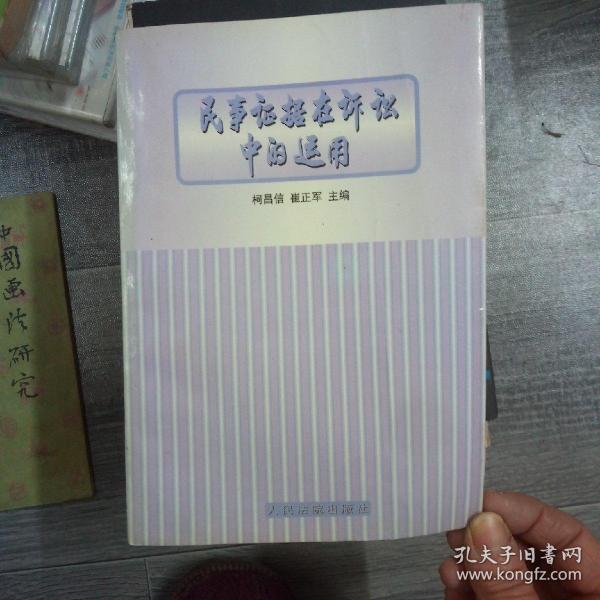 民事证据在诉讼
中的运用
柯昌信 崔正军 主编
人民法院出版社
中國画法研究
孔夫子旧书网
www.kongfz.com